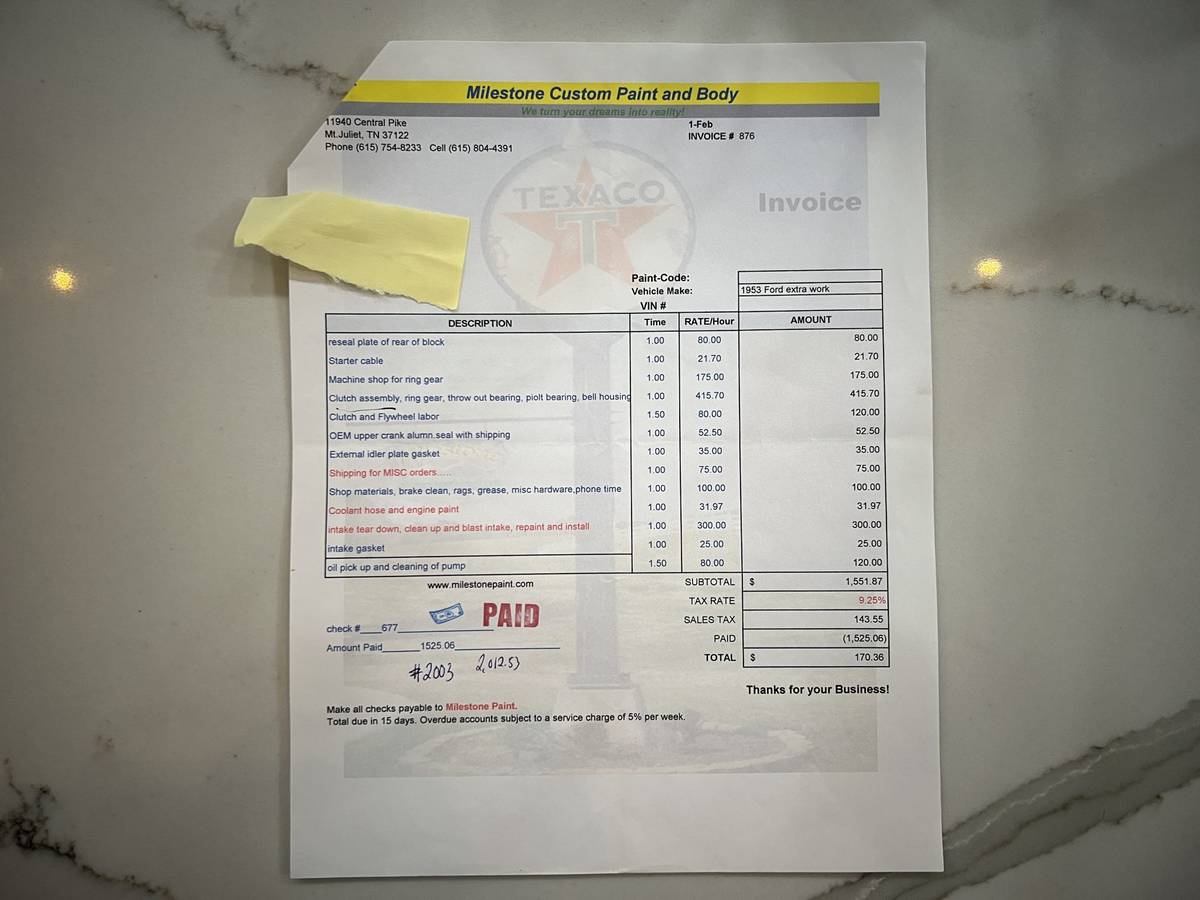 Milestone Custom Paint and Body
We turn your dreams into reality!
11940 Central Pike
Mt.Juliet, TN 37122
Phone (615) 754-8233 Cell (615) 804-4391
1-Feb
INVOICE # 876
TEXACO
T
Invoice
Paint-Code:
Vehicle Make: 1953 Ford extra work
VIN #
DESCRIPTION Time RATE/Hour AMOUNT
reseal plate of rear of block 1.00 80.00 80.00
Starter cable 1.00 21.70 21.70
Machine shop for ring gear 1.00 175.00 175.00
Clutch assembly, ring gear, throw out bearing, piolt bearing, bell housing 1.00 415.70 415.70
Clutch and Flywheel labor 1.50 80.00 120.00
OEM upper crank alumn.seal with shipping 1.00 52.50 52.50
External idler plate gasket 1.00 35.00 35.00
Shipping for MISC orders..... 1.00 75.00 75.00
Shop materials, brake clean, rags, grease, misc hardware,phone time 1.00 100.00 100.00
Coolant hose and engine paint 1.00 31.97 31.97
intake tear down, clean up and blast intake, repaint and install 1.00 300.00 300.00
intake gasket 1.00 25.00 25.00
oil pick up and cleaning of pump 1.50 80.00 120.00
www.milestonepaint.com
SUBTOTAL $ 1,551.87
TAX RATE 9.25%
SALES TAX 143.55
PAID (1,525.06)
TOTAL $ 170.36
PAID
check #____677
Amount Paid 1525.06
#2003 2,012.53
Thanks for your Business!
Make all checks payable to Milestone Paint.
Total due in 15 days. Overdue accounts subject to a service charge of 5% per week.